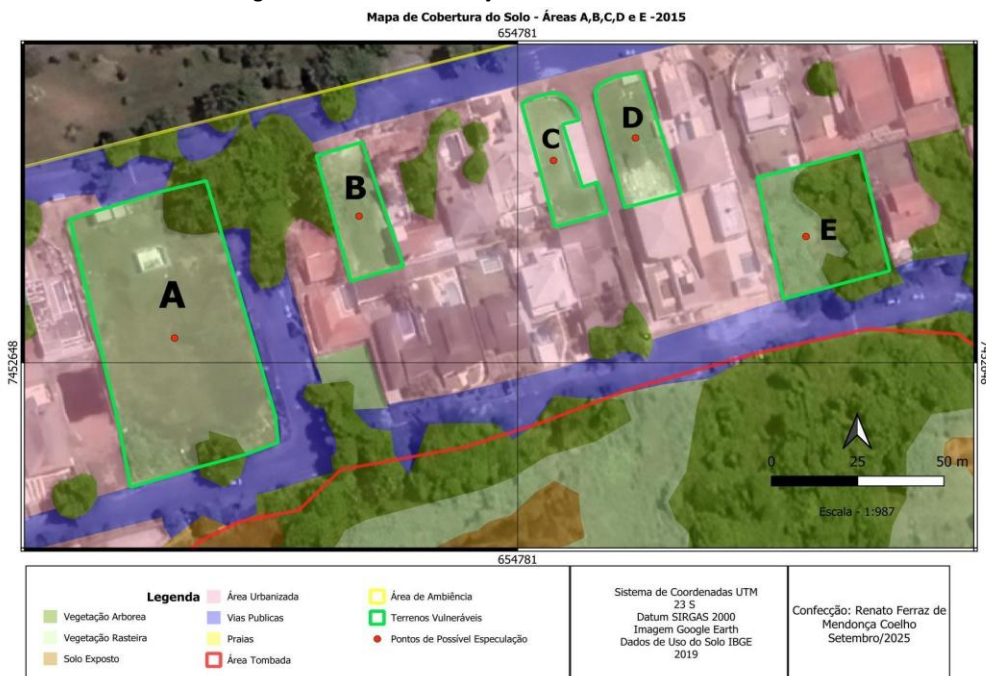 Mapa de Cobertura do Solo - Áreas A,B,C,D e E -2015
654781
A
B
C
D
E
7452648
7452648
0 25 50 m
Escala - 1:987
654781
Legenda
Vegetação Arborea
Vegetação Rasteira
Solo Exposto
Área Urbanizada
Vias Publicas
Praias
Área Tombada
Área de Ambiência
Terrenos Vulneráveis
Pontos de Possível Especulação
Sistema de Coordenadas UTM
23 S
Datum SIRGAS 2000
Imagem Google Earth
Dados de Uso do Solo IBGE
2019
Confecção: Renato Ferraz de
Mendonça Coelho
Setembro/2025